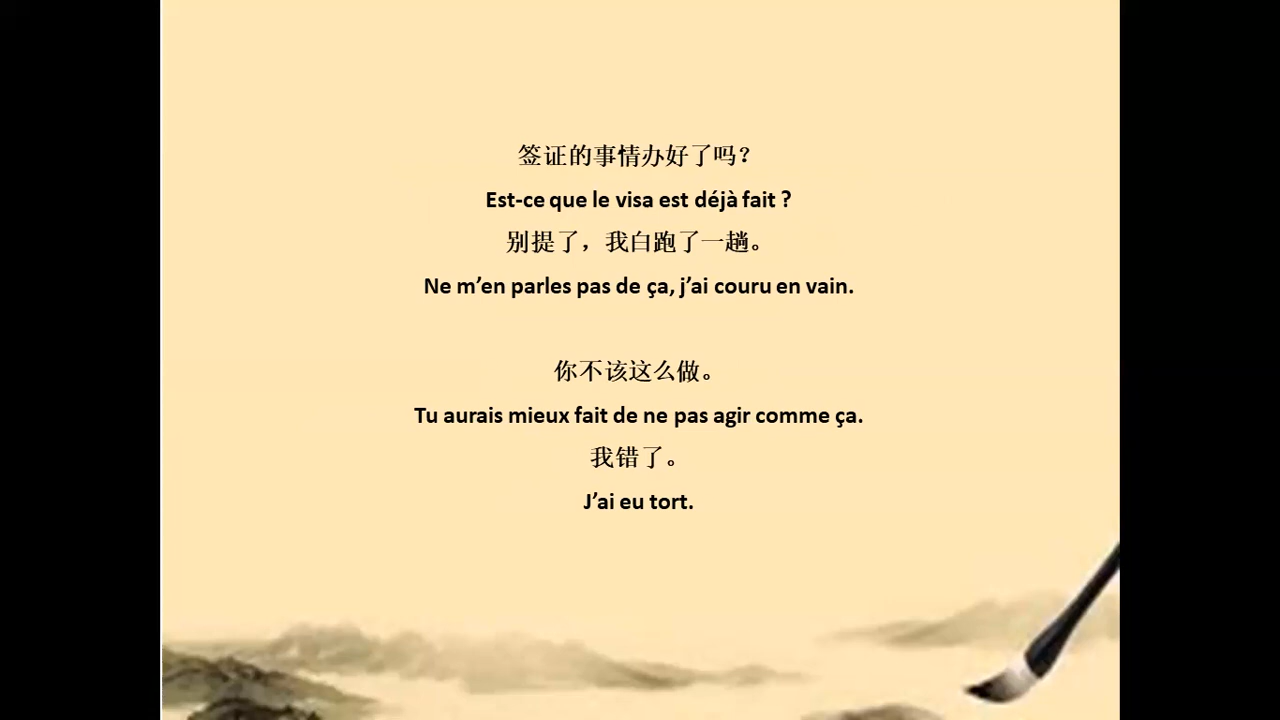 签证的事情办好了吗？
Est-ce que le visa est déjà fait ?
别提了，我白跑了一趟。
Ne m’en parles pas de ça, j’ai couru en vain.
你不该这么做。
Tu aurais mieux fait de ne pas agir comme ça.
我错了。
J’ai eu tort.